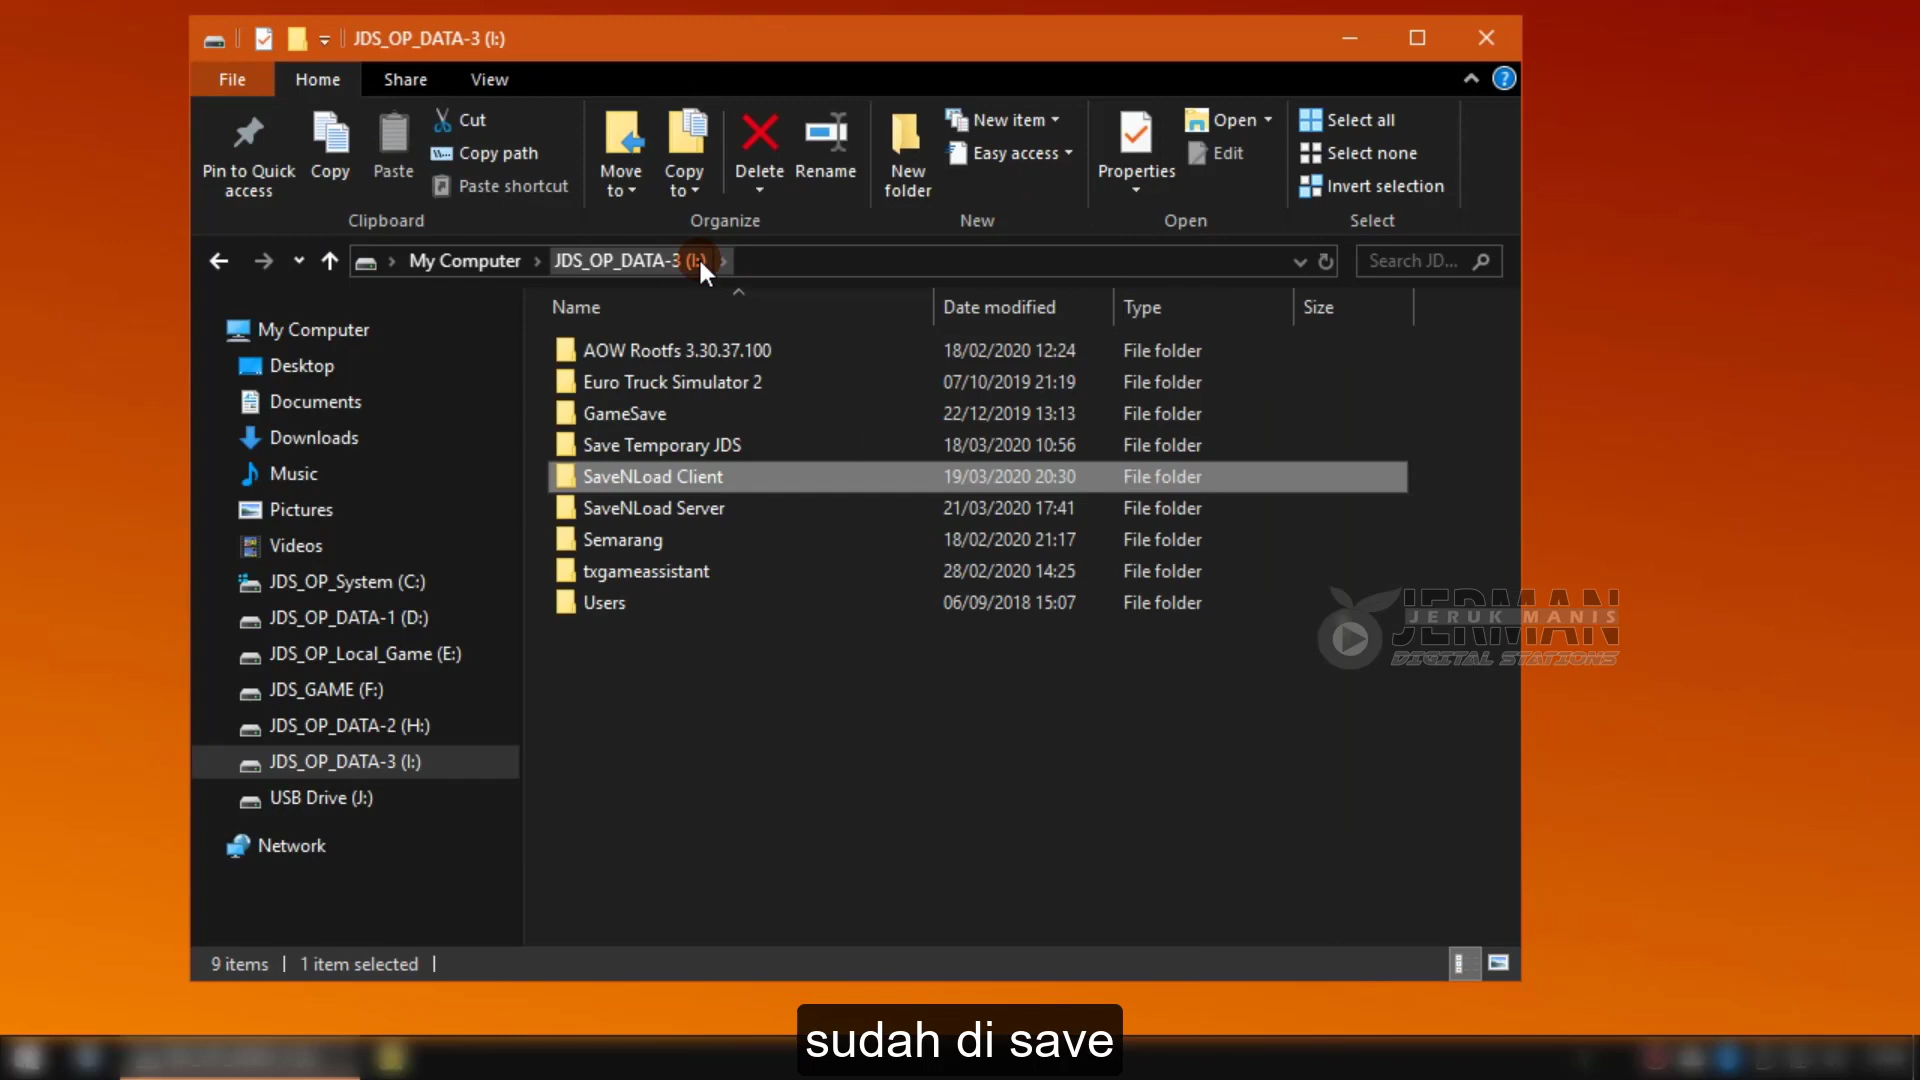 JDS_OP_DATA-3 (I:)
File Home Share View
Pin to Quick access
Copy
Paste
Cut
Copy path
Paste shortcut
Clipboard
Move to
Copy to
Delete
Rename
Organize
New folder
New item
Easy access
New
Properties
Open
Edit
Open
Select all
Select none
Invert selection
Select
My Computer JDS_OP_DATA-3 (I:)
Search JD...
Name Date modified Type Size
My Computer
Desktop
Documents
Downloads
Music
Pictures
Videos
JDS_OP_System (C:)
JDS_OP_DATA-1 (D:)
JDS_OP_Local_Game (E:)
JDS_GAME (F:)
JDS_OP_DATA-2 (H:)
JDS_OP_DATA-3 (I:)
USB Drive (J:)
Network
AOW Rootfs 3.30.37.100 18/02/2020 12:24 File folder
Euro Truck Simulator 2 07/10/2019 21:19 File folder
GameSave 22/12/2019 13:13 File folder
Save Temporary JDS 18/03/2020 10:56 File folder
SaveNLoad Client 19/03/2020 20:30 File folder
SaveNLoad Server 21/03/2020 17:41 File folder
Semarang 18/02/2020 21:17 File folder
txgameassistant 28/02/2020 14:25 File folder
Users 06/09/2018 15:07 File folder
JERMAN
JERUK MANIS
DIGITAL STATIONS
9 items 1 item selected
sudah di save